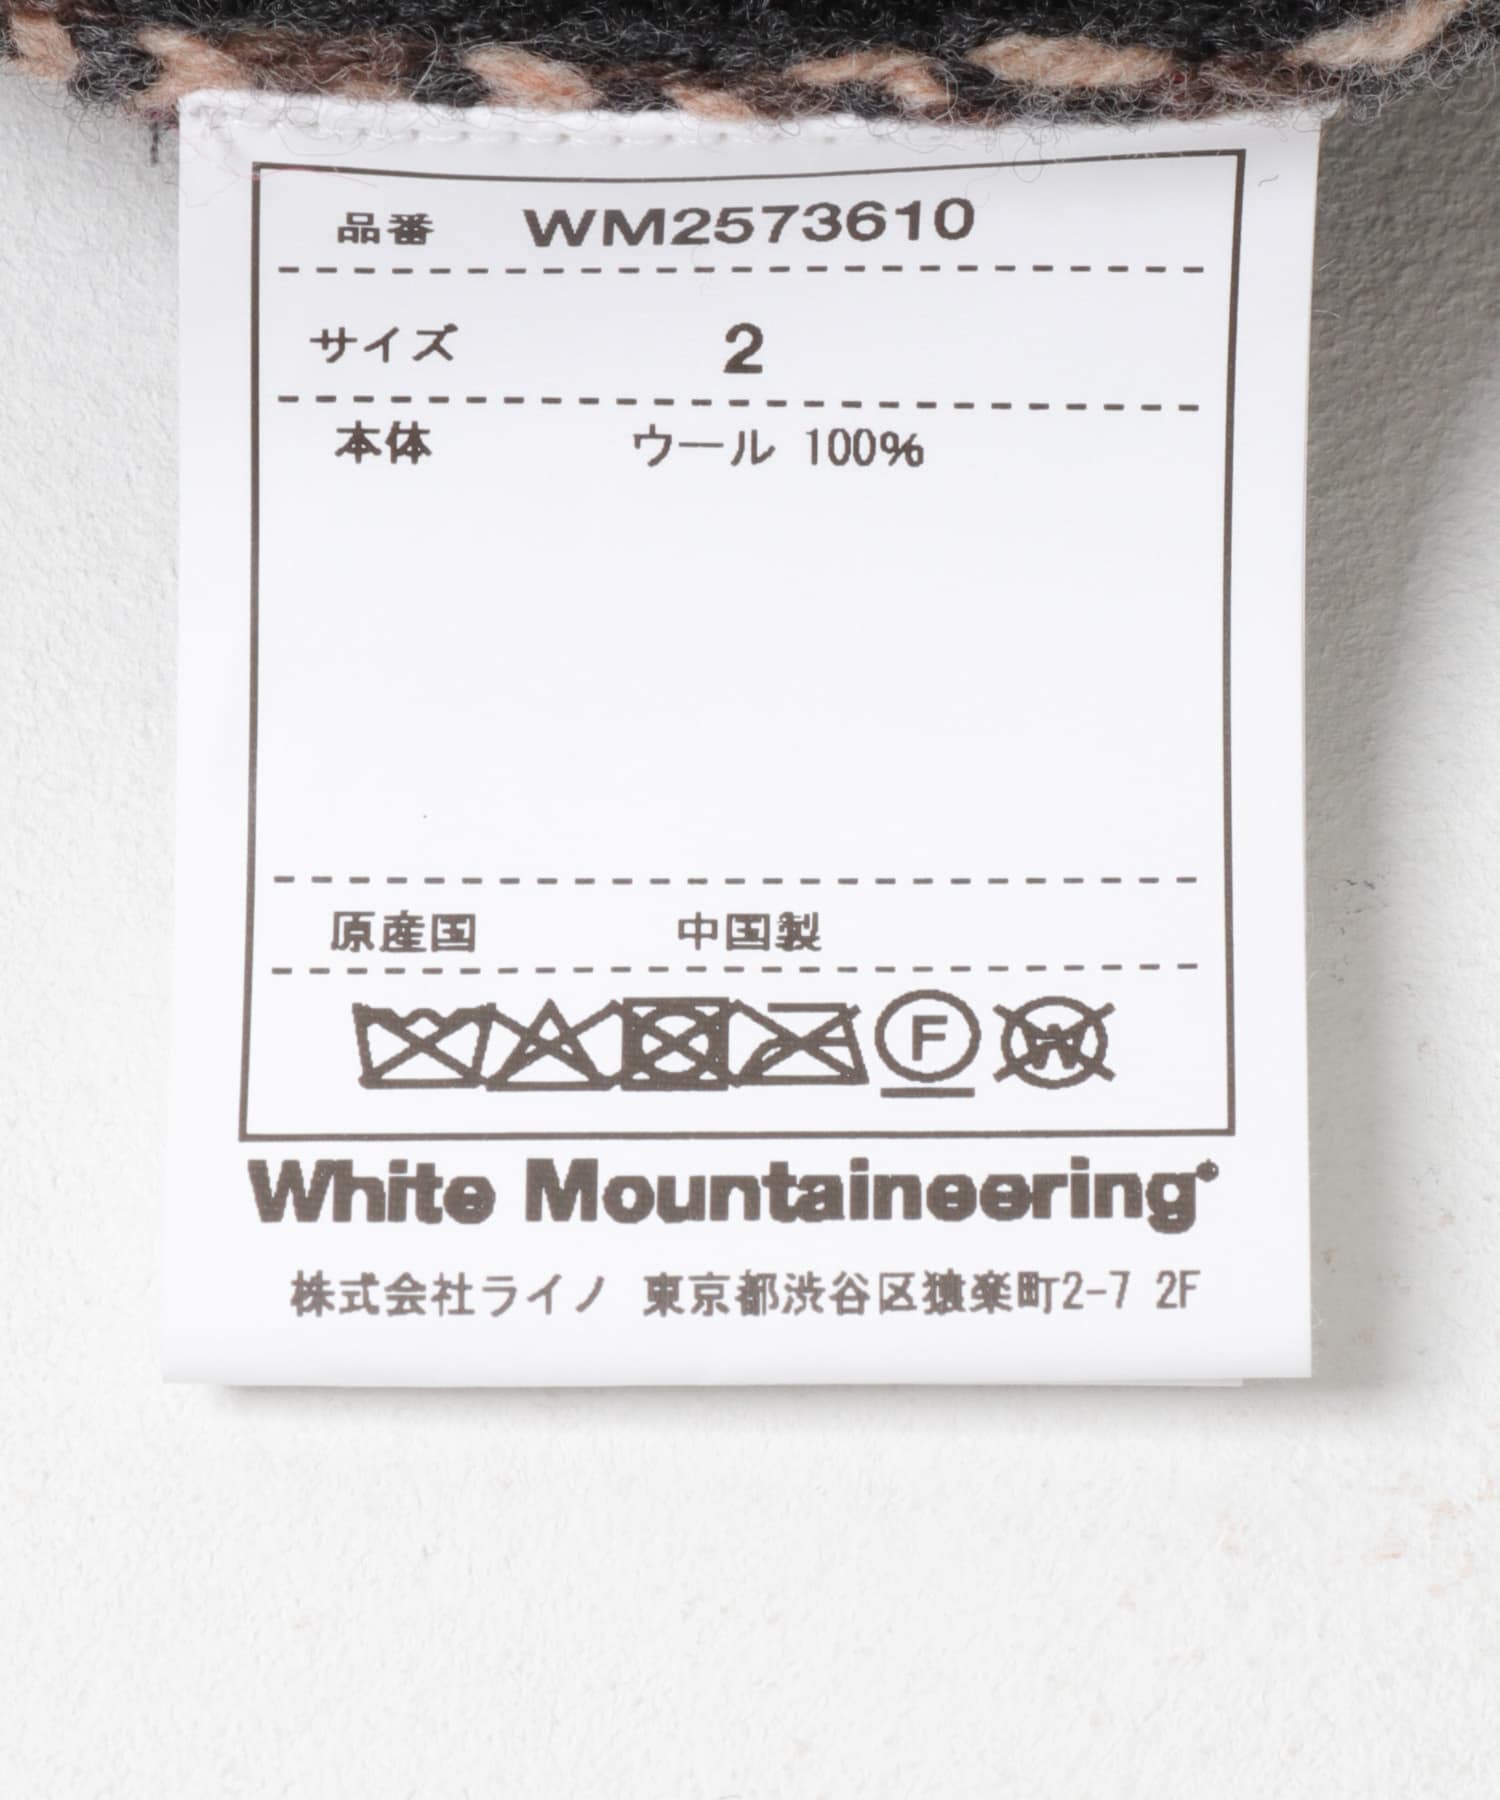 品番 WM2573610
サイズ 2
本体 ウール 100%
原産国 中国製
F W
White Mountaineering®
株式会社ライノ 東京都渋谷区猿楽町2-7 2F